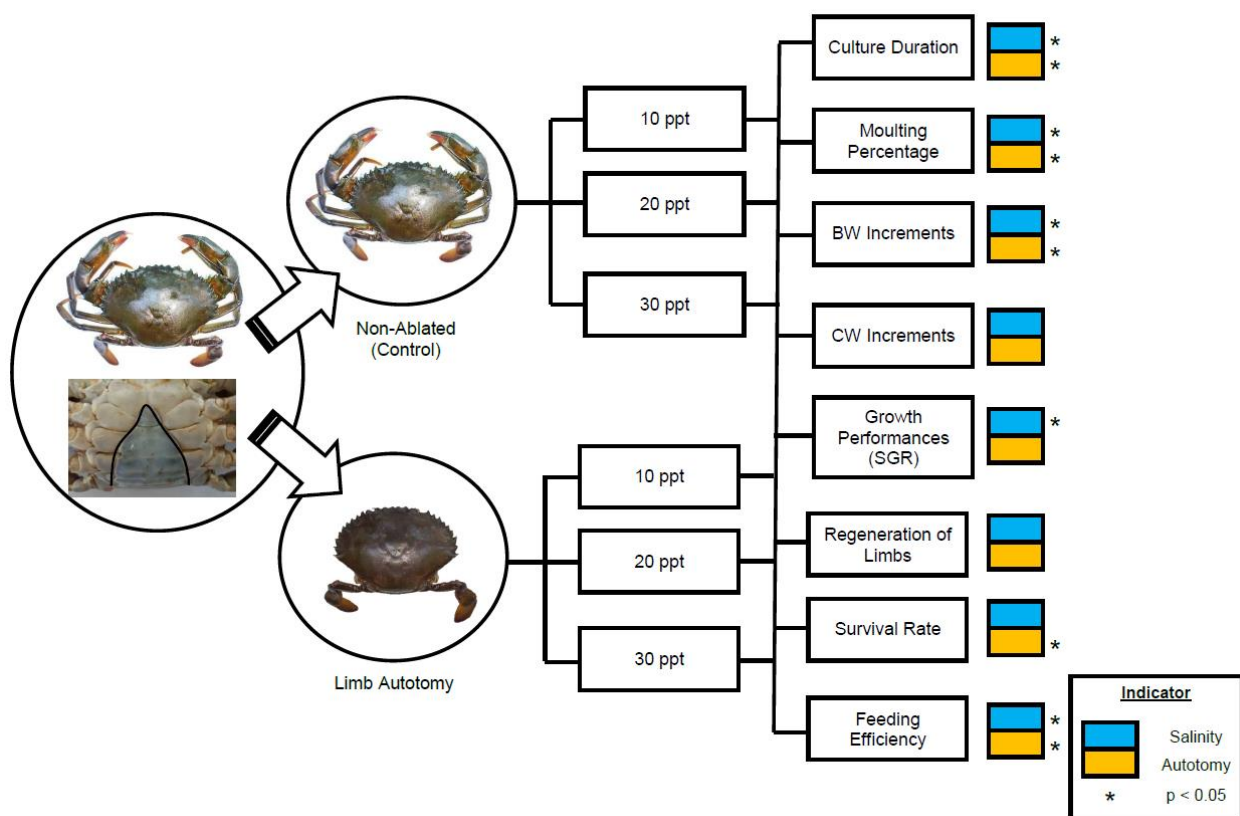 Non-Ablated
(Control)
Limb Autotomy
10 ppt
20 ppt
30 ppt
10 ppt
20 ppt
30 ppt
Culture Duration
*
*
Moulting
Percentage
*
*
BW Increments
*
*
CW Increments
Growth
Performances
(SGR)
*
Regeneration of
Limbs
Survival Rate
*
Feeding
Efficiency
*
*
Indicator
Salinity
Autotomy
* p < 0.05